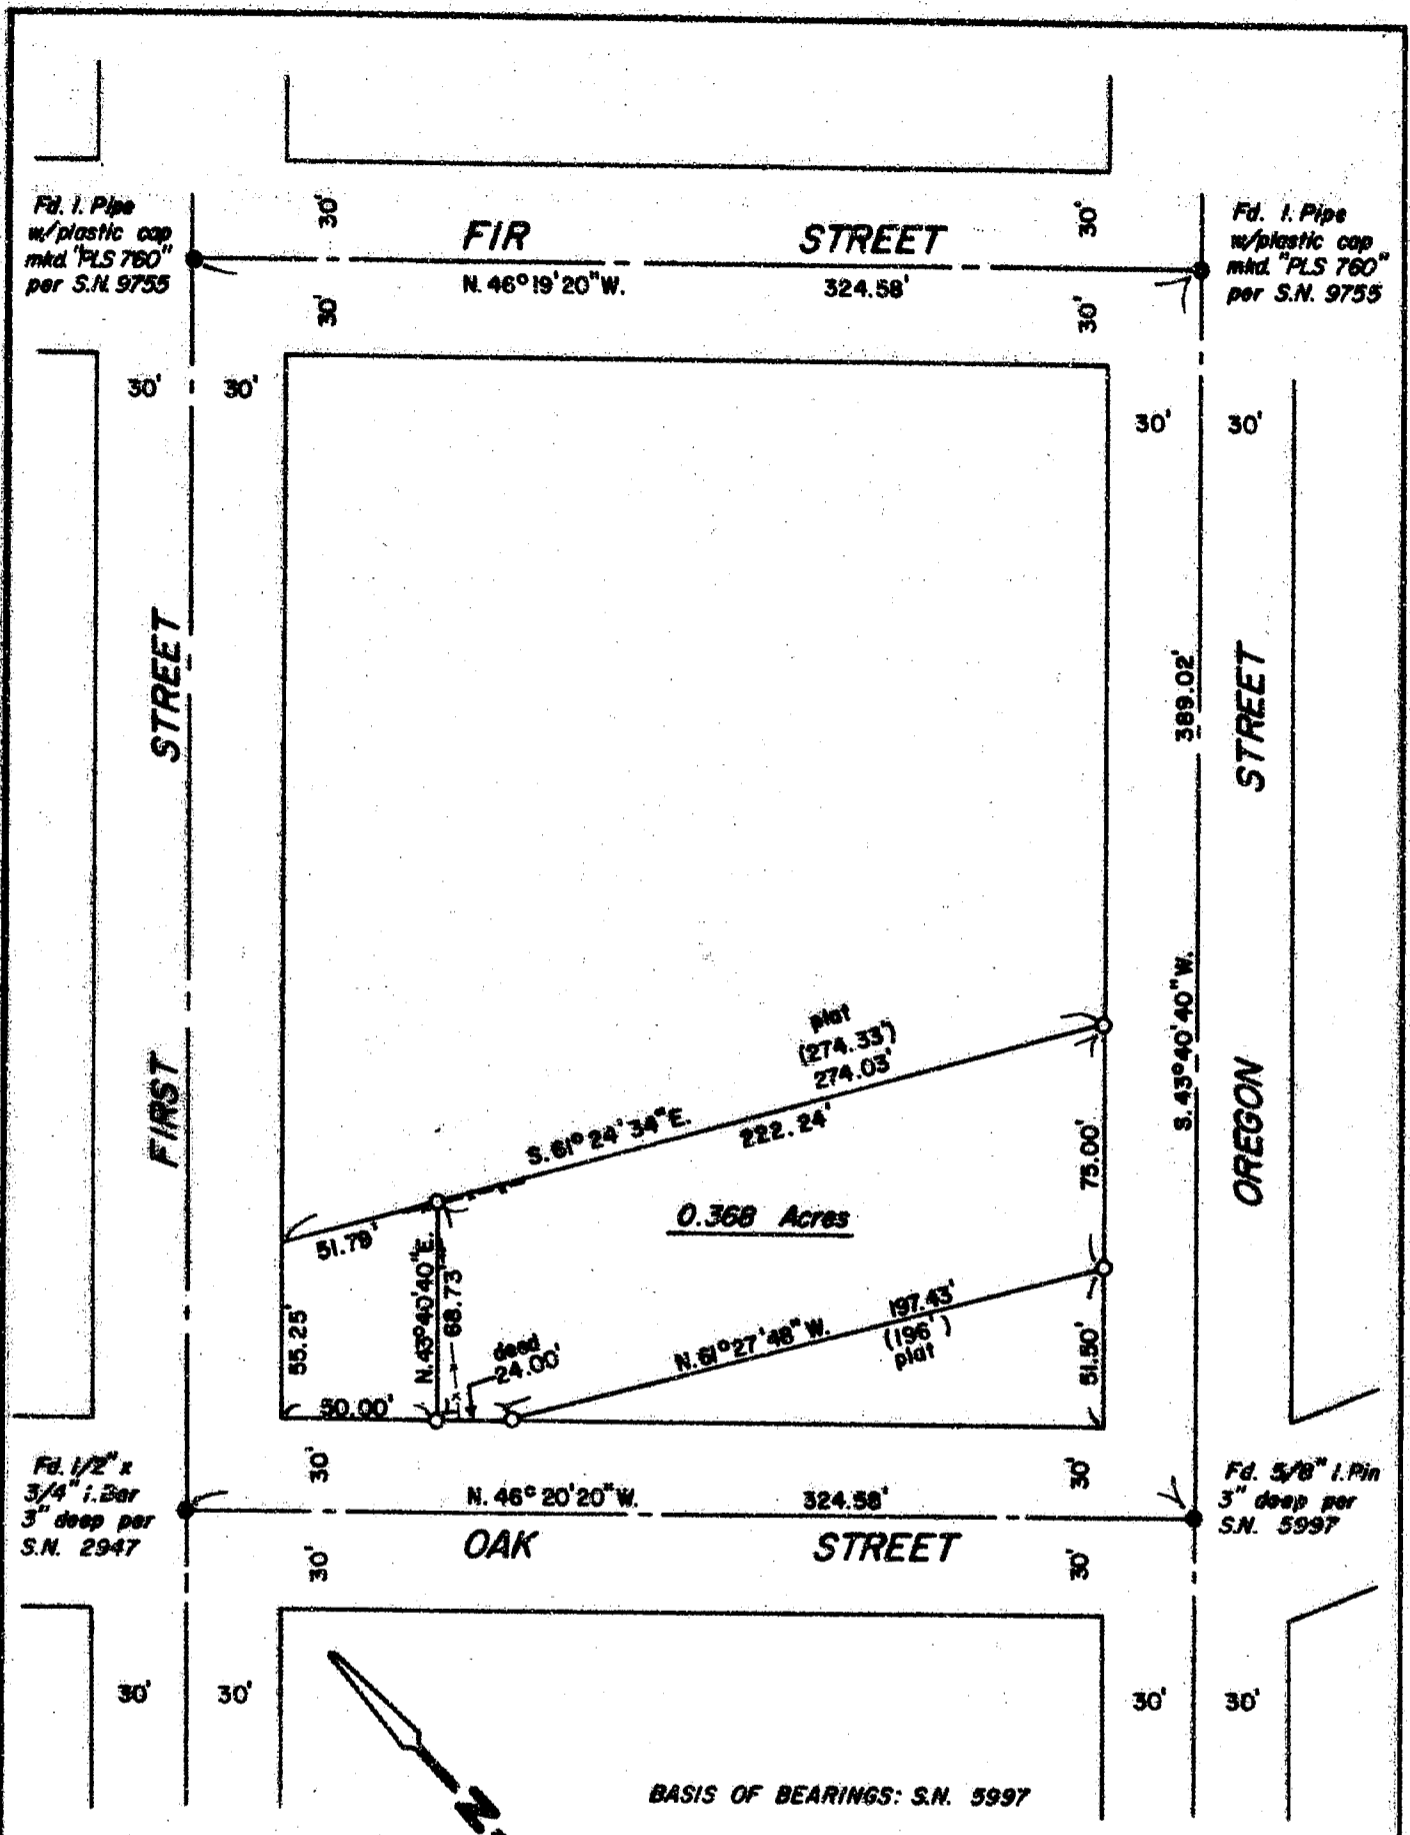 Fd. I. Pipe
w/plastic cap
mkd. "PLS 760"
per S.N. 9755
30'
FIR STREET
30'
Fd. I. Pipe
w/plastic cap
mkd. "PLS 760"
per S.N. 9755
N. 46°19'20"W. 324.58'
30'
30'
30'
30'
30'
30'
FIRST STREET
389.02'
S. 43°40'40"W.
OREGON STREET
plat
(274.33')
274.03'
S. 61°24'34"E.
222.24'
75.00'
0.368 Acres
51.79'
N. 43°40'40"E.
68.73'
55.25'
deed
24.00'
N. 61°27'48"W.
197.43'
(196')
plat
51.50'
50.00'
Fd. 1/2" x
3/4" I. Bar
3" deep per
S.N. 2947
30'
30'
Fd. 5/8" I. Pin
3" deep per
S.N. 5997
N. 46°20'20"W. 324.58'
OAK STREET
30'
30'
30'
30'
30'
30'
N.
BASIS OF BEARINGS: S.N. 5997